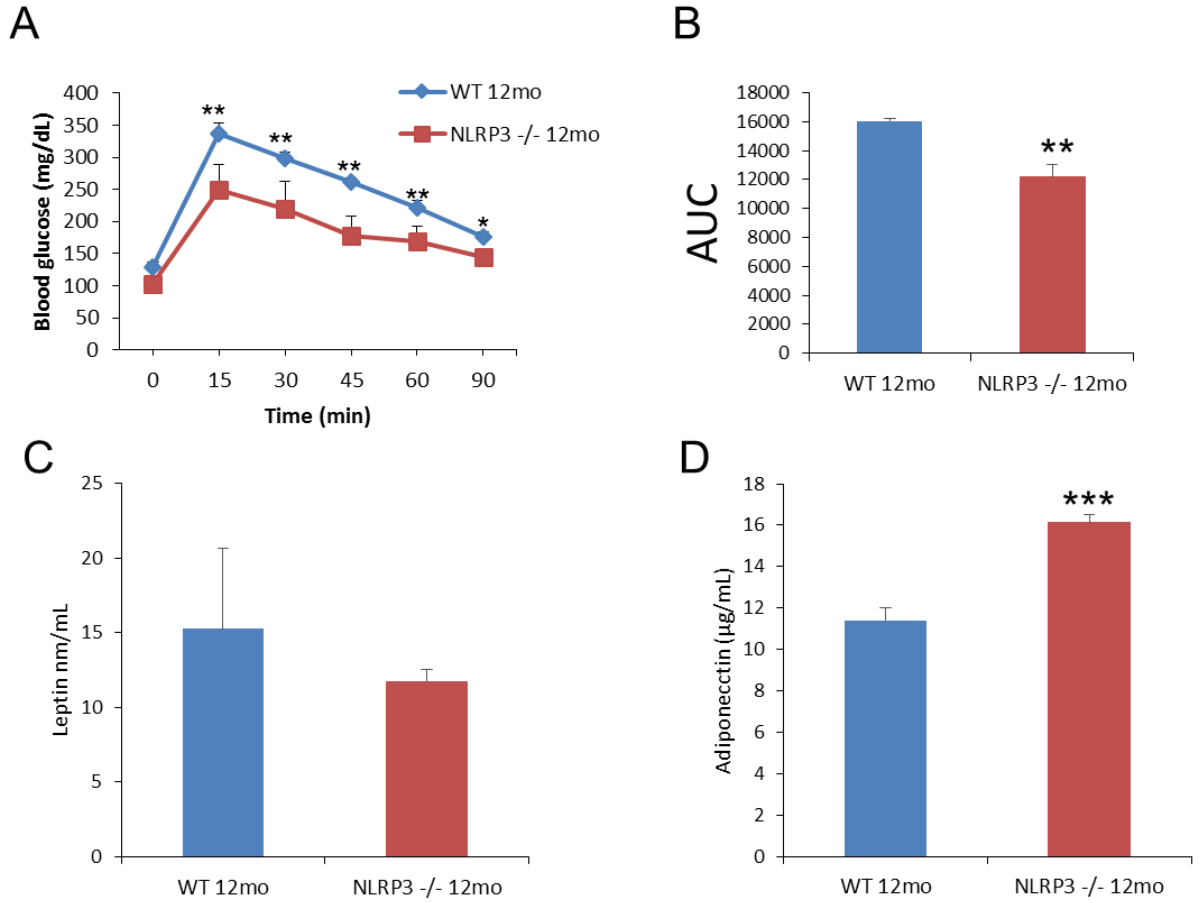 A
WT 12mo
NLRP3 -/- 12mo
Blood glucose (mg/dL)
400
350
300
250
200
150
100
50
0
**
**
**
**
*
0 15 30 45 60 90
Time (min)
B
AUC
18000
16000
14000
12000
10000
8000
6000
4000
2000
0
**
WT 12mo NLRP3 -/- 12mo
C
Leptin nm/mL
25
20
15
10
5
0
WT 12mo NLRP3 -/- 12mo
D
Adiponecctin (μg/mL)
18
16
14
12
10
8
6
4
2
0
***
WT 12mo NLRP3 -/- 12mo